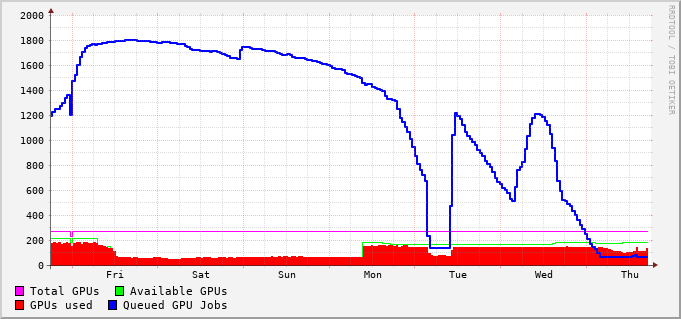 2000
1800
1600
1400
1200
1000
800
600
400
200
0
Fri Sat Sun Mon Tue Wed Thu
Total GPUs Available GPUs
GPUs used Queued GPU Jobs
RRDTOOL / TOBI OETIKER